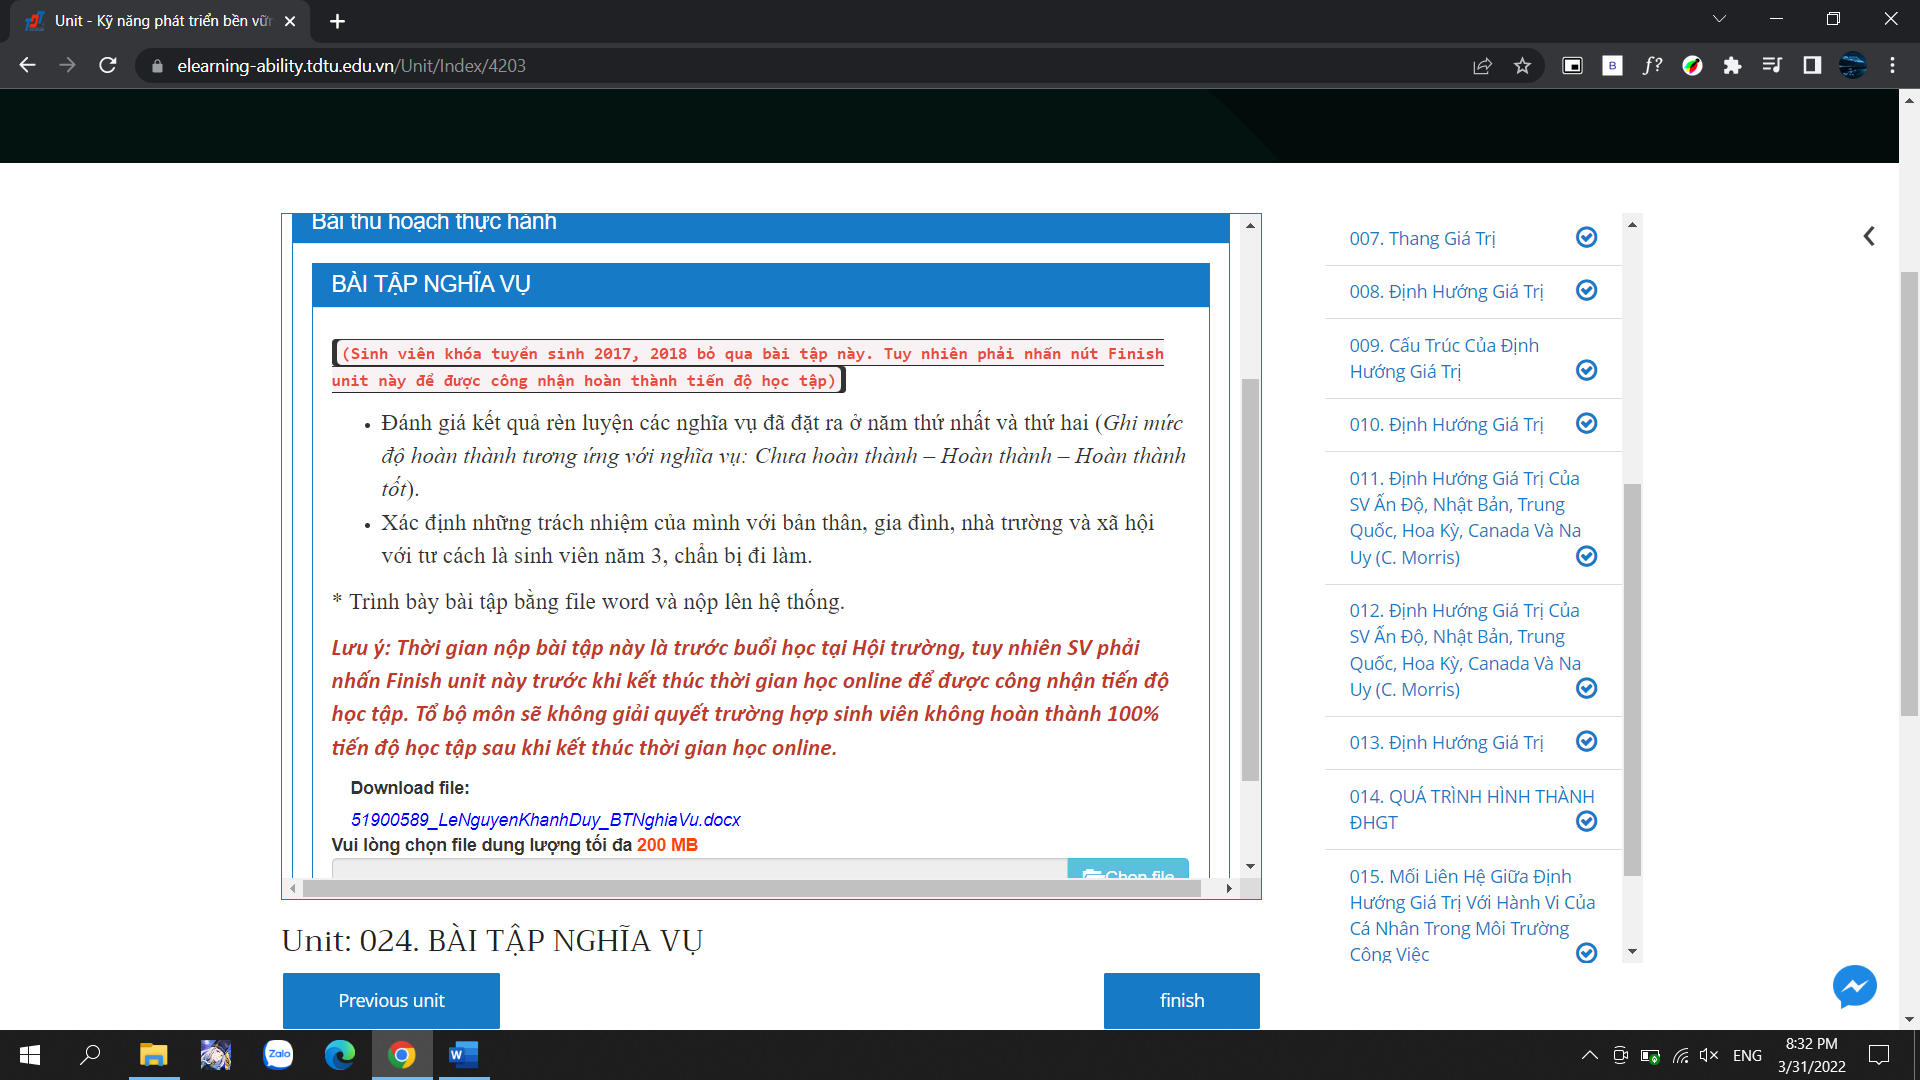 Unit - Kỹ năng phát triển bền vữn
elearning-ability.tdtu.edu.vn/Unit/Index/4203
Bài thu hoạch thực hành
BÀI TẬP NGHĨA VỤ
(Sinh viên khóa tuyển sinh 2017, 2018 bỏ qua bài tập này. Tuy nhiên phải nhấn nút Finish
unit này để được công nhận hoàn thành tiến độ học tập)
• Đánh giá kết quả rèn luyện các nghĩa vụ đã đặt ra ở năm thứ nhất và thứ hai (Ghi mức
độ hoàn thành tương ứng với nghĩa vụ: Chưa hoàn thành – Hoàn thành – Hoàn thành
tốt).
• Xác định những trách nhiệm của mình với bản thân, gia đình, nhà trường và xã hội
với tư cách là sinh viên năm 3, chẩn bị đi làm.
* Trình bày bài tập bằng file word và nộp lên hệ thống.
Lưu ý: Thời gian nộp bài tập này là trước buổi học tại Hội trường, tuy nhiên SV phải
nhấn Finish unit này trước khi kết thúc thời gian học online để được công nhận tiến độ
học tập. Tổ bộ môn sẽ không giải quyết trường hợp sinh viên không hoàn thành 100%
tiến độ học tập sau khi kết thúc thời gian học online.
Download file:
51900589_LeNguyenKhanhDuy_BTNghiaVu.docx
Vui lòng chọn file dung lượng tối đa 200 MB
Chọn file
Unit: 024. BÀI TẬP NGHĨA VỤ
Previous unit
finish
007. Thang Giá Trị
008. Định Hướng Giá Trị
009. Cấu Trúc Của Định
Hướng Giá Trị
010. Định Hướng Giá Trị
011. Định Hướng Giá Trị Của
SV Ấn Độ, Nhật Bản, Trung
Quốc, Hoa Kỳ, Canada Và Na
Uy (C. Morris)
012. Định Hướng Giá Trị Của
SV Ấn Độ, Nhật Bản, Trung
Quốc, Hoa Kỳ, Canada Và Na
Uy (C. Morris)
013. Định Hướng Giá Trị
014. QUÁ TRÌNH HÌNH THÀNH
ĐHGT
015. Mối Liên Hệ Giữa Định
Hướng Giá Trị Với Hành Vi Của
Cá Nhân Trong Môi Trường
Công Việc
Zalo
ENG
8:32 PM
3/31/2022